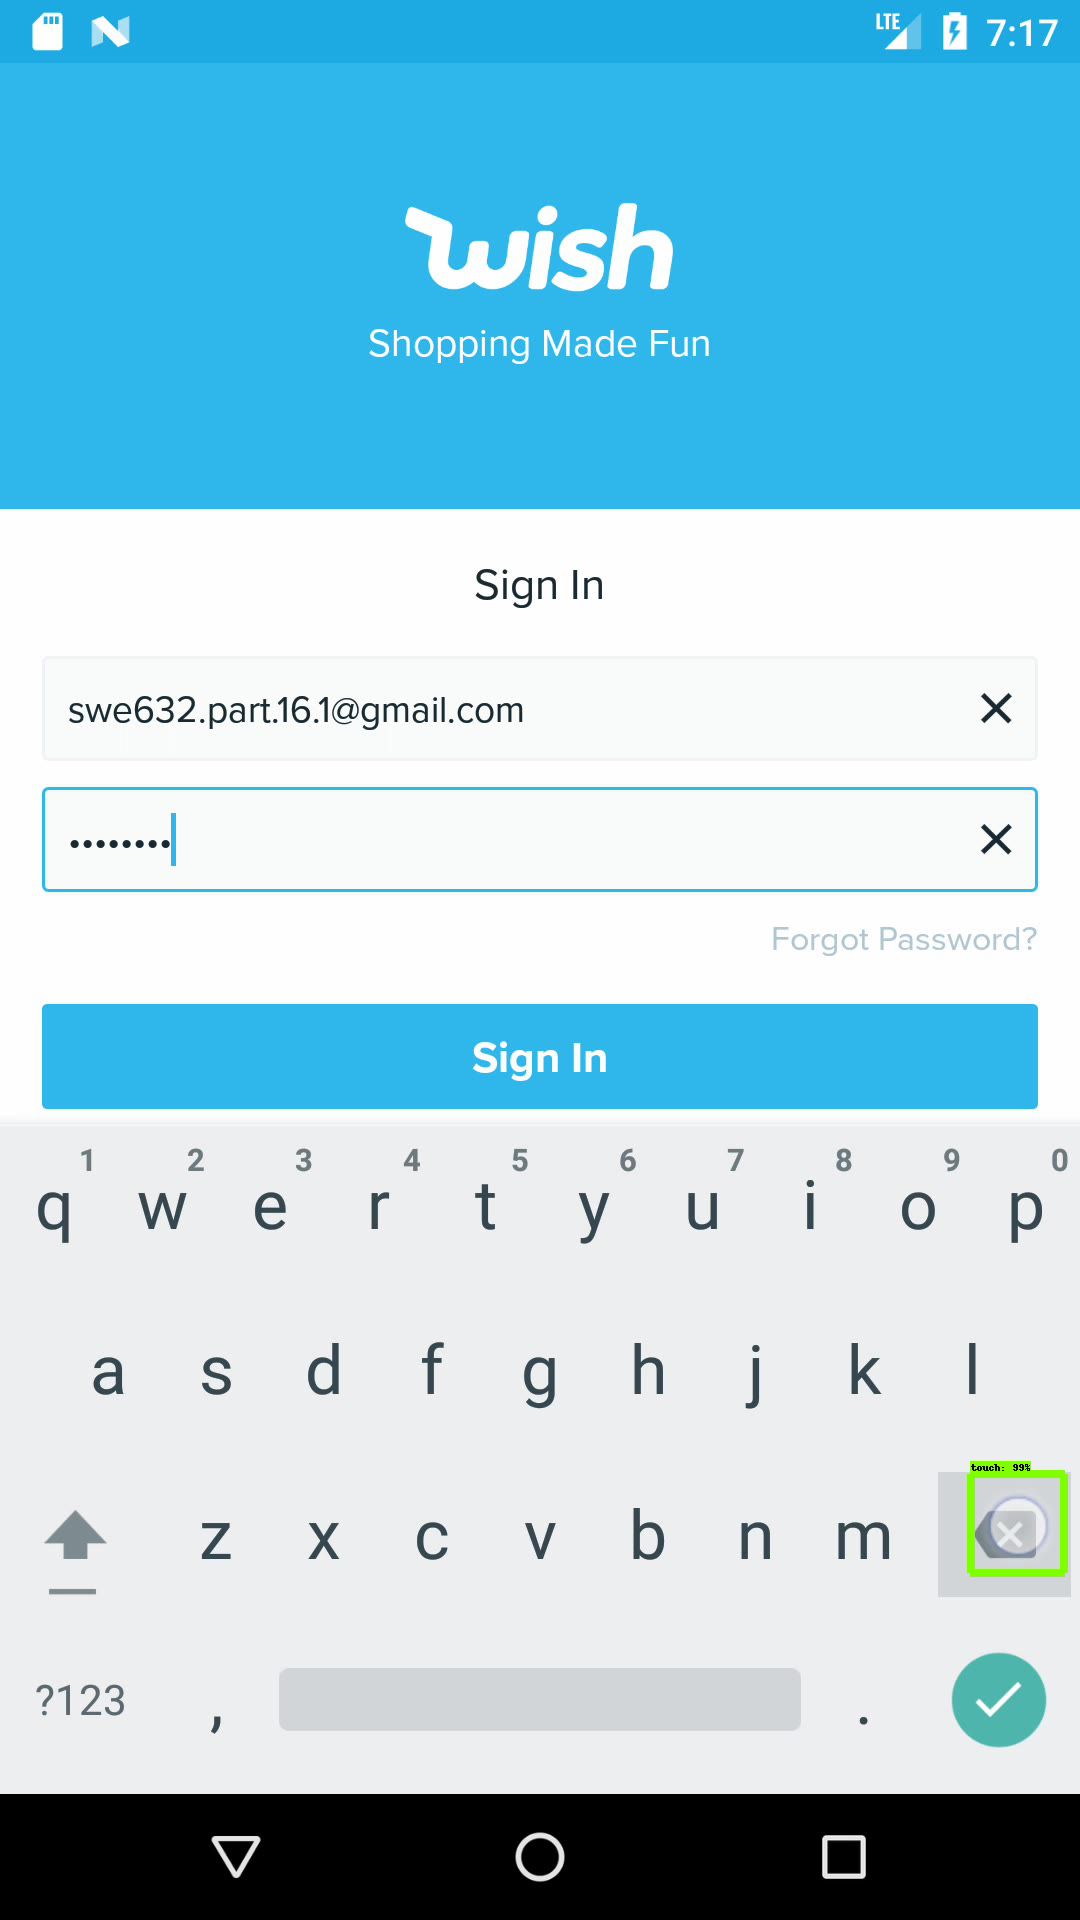 LTE 7:17
wish
Shopping Made Fun
Sign In
swe632.part.16.1@gmail.com
••••••••
Forgot Password?
Sign In
1 2 3 4 5 6 7 8 9 0
q w e r t y u i o p
a s d f g h j k l
touch: 99%
z x c v b n m
?123 , .